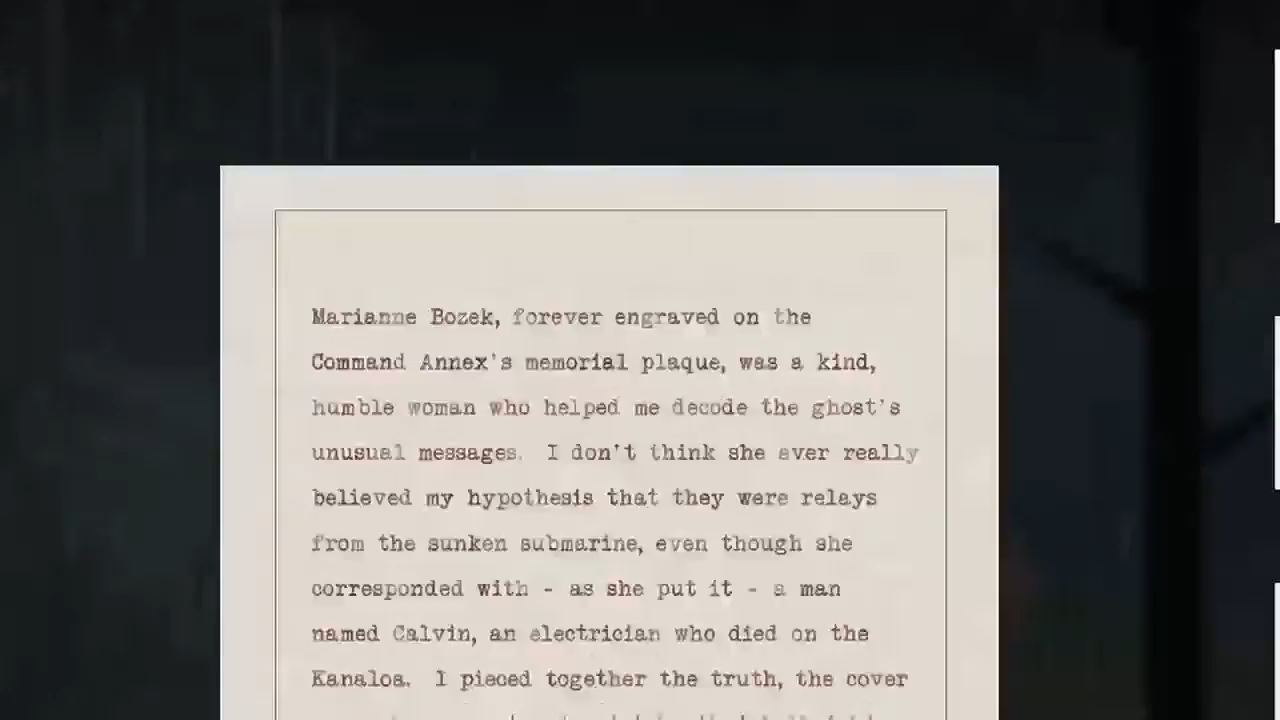 Marianne Bozek, forever engraved on the
Command Annex's memorial plaque, was a kind,
humble woman who helped me decode the ghost's
unusual messages. I don't think she ever really
believed my hypothesis that they were relays
from the sunken submarine, even though she
corresponded with - as she put it - a man
named Calvin, an electrician who died on the
Kanaloa. I pieced together the truth, the cover